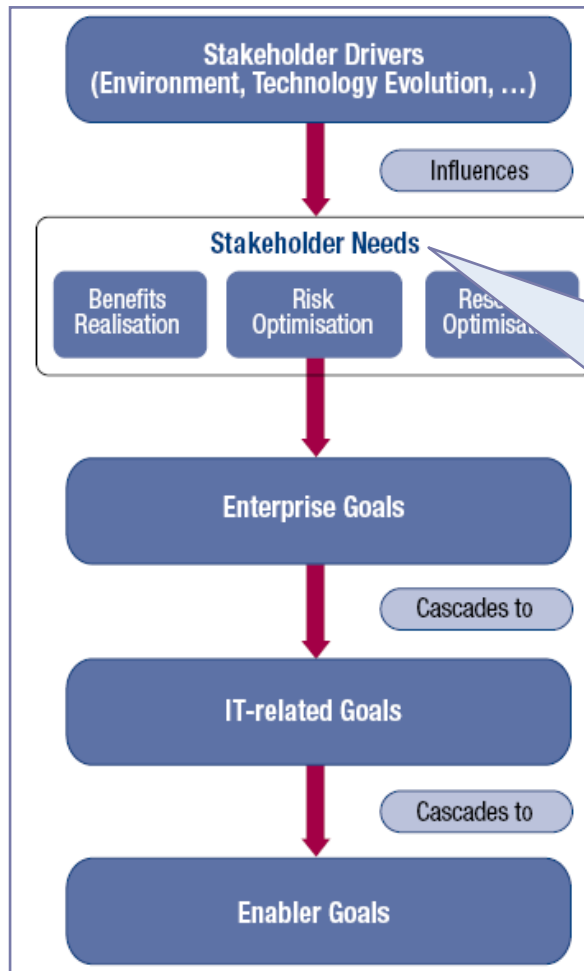 Stakeholder Drivers
(Environment, Technology Evolution, …)
Influences
Stakeholder Needs
Benefits
Realisation
Risk
Optimisation
Enterprise Goals
Cascades to
IT-related Goals
Cascades to
Enabler Goals